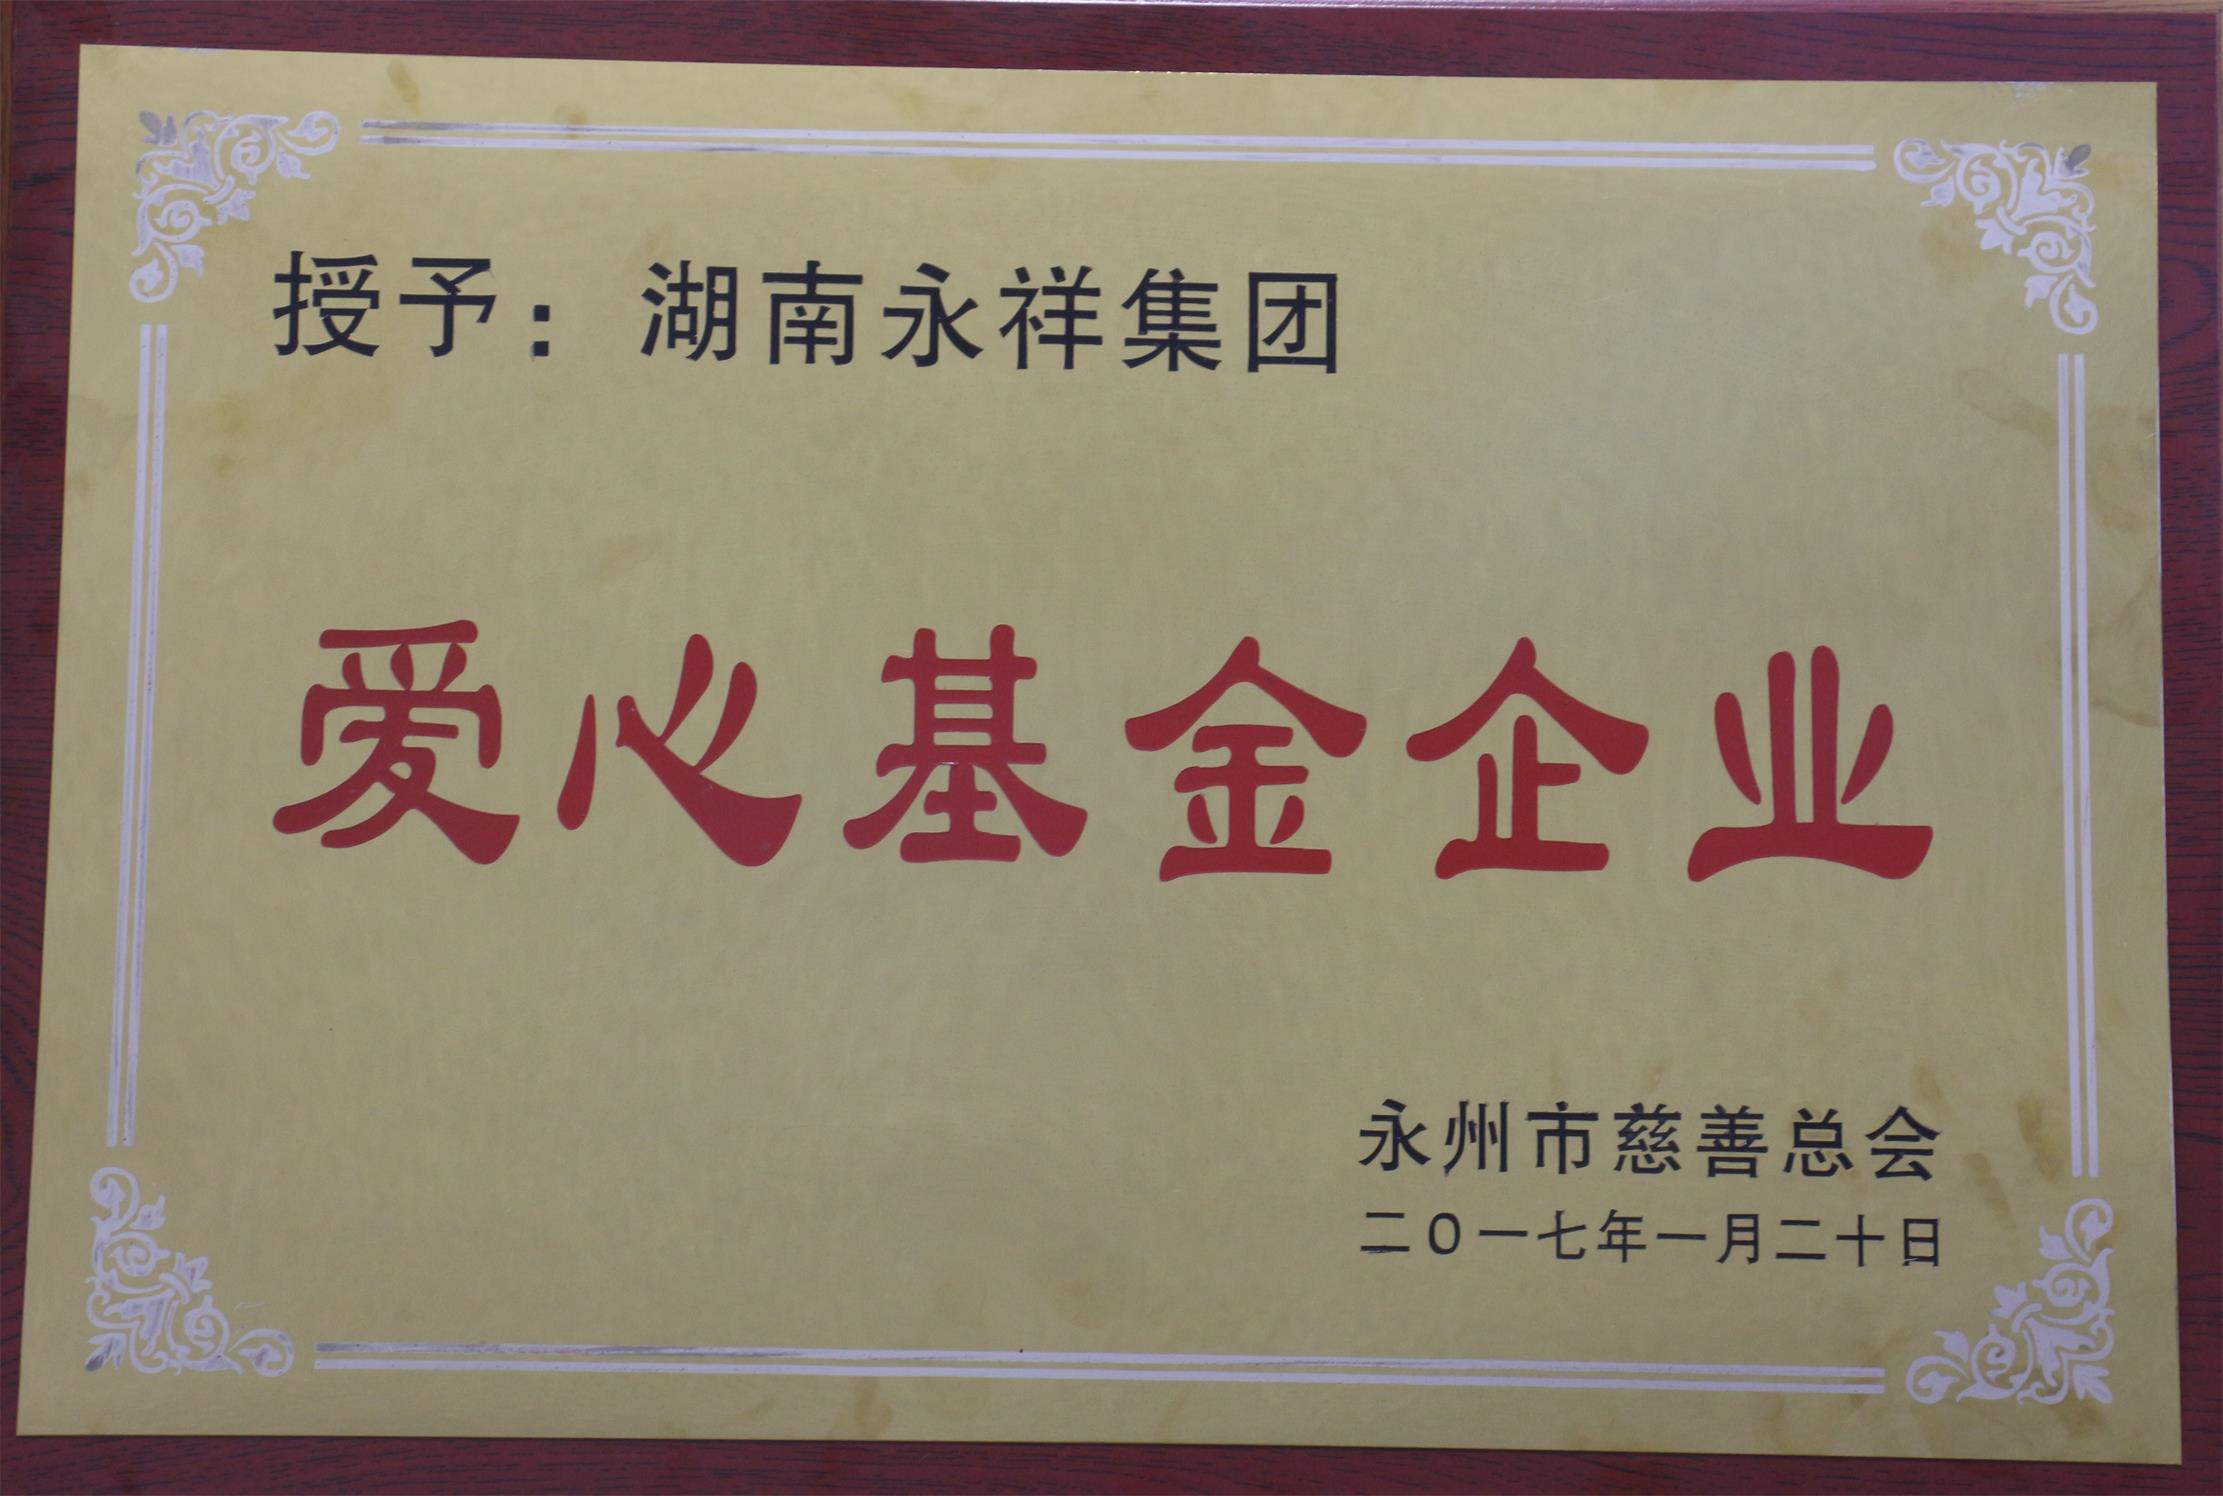 授予：湖南永祥集团
爱心基金企业
永州市慈善总会
二〇一七年一月二十日